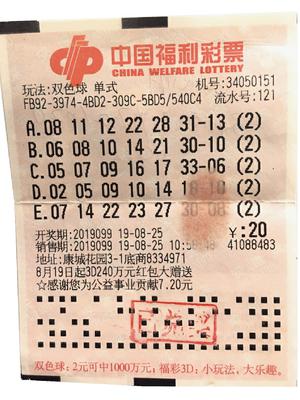 中国福利彩票
CHINA WELFARE LOTTERY
玩法:双色球 单式 机号:34050151
FB92-3974-4BD2-309C-5BD5/540C4 流水号:121
A.08 11 12 22 28 31-13 (2)
B.06 08 10 14 21 30-10 (2)
C.05 07 09 16 17 33-06 (2)
D.02 05 09 10 14 18-10 (2)
E.07 14 22 23 27 30-08 (2)
开奖期:2019099 19-08-25 ¥:20
销售期:2019099 19-08-25 10:58:48 41088483
地址:康城花园3-1底商8334971
8月19日起3D240万元红包大赠送
☆感谢您为公益事业贡献7.20元
双色球:2元可中1000万元;福彩3D:小玩法,大乐趣。